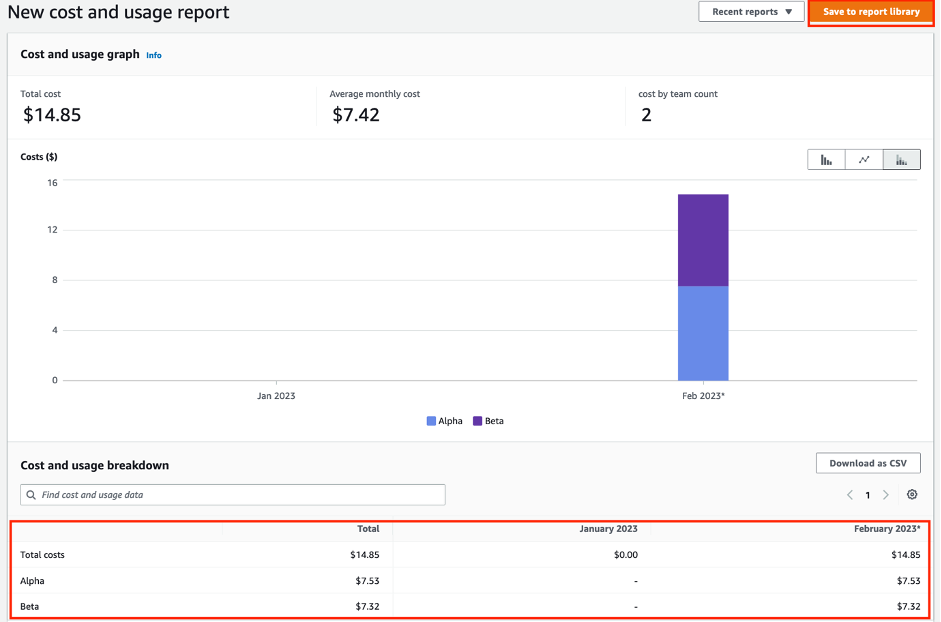 New cost and usage report
Recent reports ▼
Save to report library
Cost and usage graph Info
Total cost
$14.85
Average monthly cost
$7.42
cost by team count
2
Costs ($)
16
12
8
4
0
Jan 2023
Feb 2023*
Alpha Beta
Cost and usage breakdown
Download as CSV
Find cost and usage data
1
Total January 2023 February 2023*
Total costs $14.85 $0.00 $14.85
Alpha $7.53 - $7.53
Beta $7.32 - $7.32